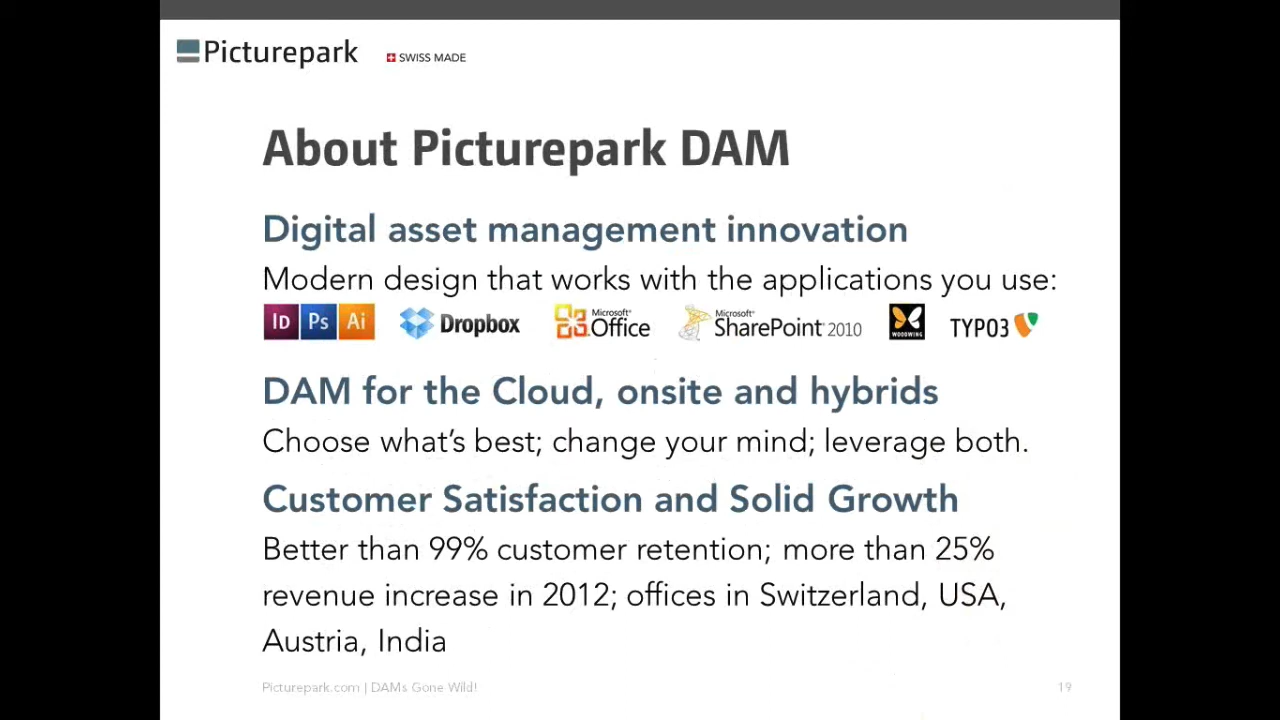 Picturepark SWISS MADE
About Picturepark DAM
Digital asset management innovation
Modern design that works with the applications you use:
Id Ps Ai Dropbox Microsoft® Office Microsoft® SharePoint® 2010 WOODWING TYPO3
DAM for the Cloud, onsite and hybrids
Choose what’s best; change your mind; leverage both.
Customer Satisfaction and Solid Growth
Better than 99% customer retention; more than 25%
revenue increase in 2012; offices in Switzerland, USA,
Austria, India
Picturepark.com | DAMs Gone Wild! 19